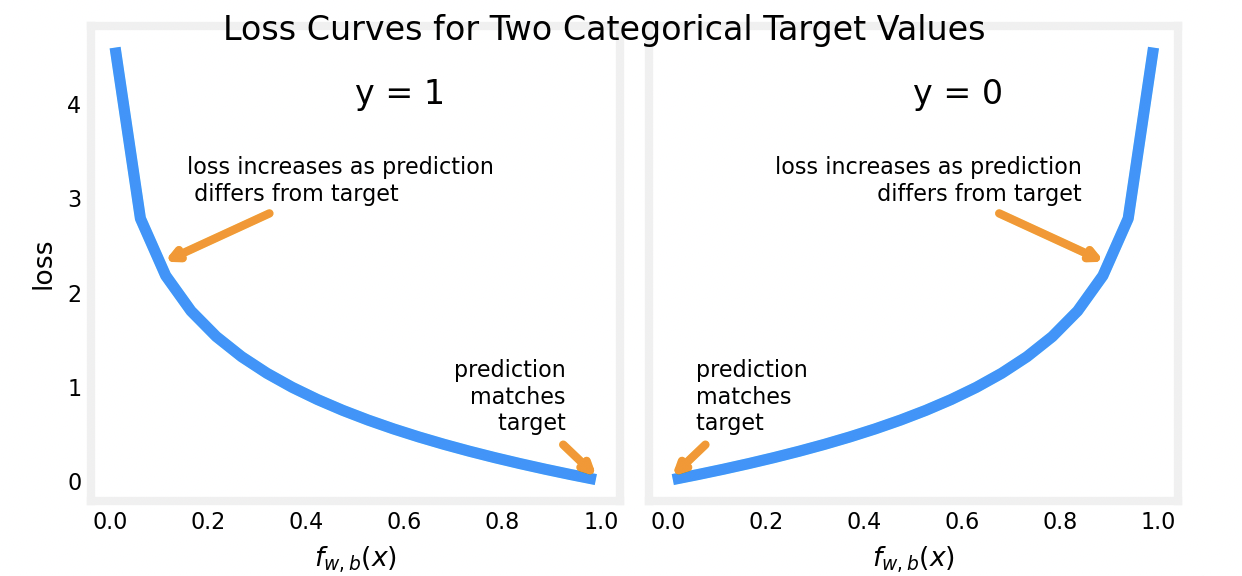 Loss Curves for Two Categorical Target Values
y = 1
loss increases as prediction
differs from target
prediction
matches
target
loss
4
3
2
1
0
0.0 0.2 0.4 0.6 0.8 1.0
f_{w, b}(x)
y = 0
loss increases as prediction
differs from target
prediction
matches
target
0.0 0.2 0.4 0.6 0.8 1.0
f_{w, b}(x)